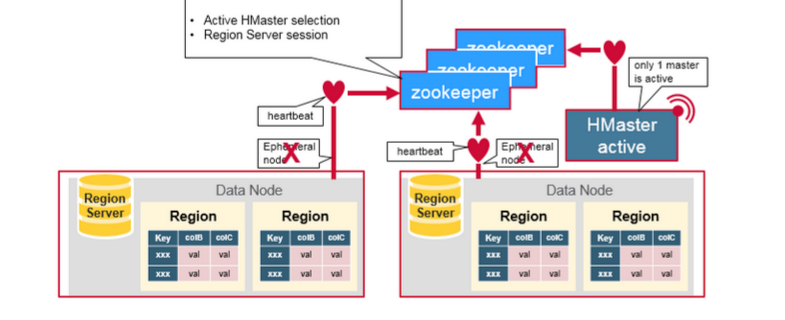 • Active HMaster selection
• Region Server session
zookeeper
zookeeper
zookeeper
only 1 master
is active
heartbeat
HMaster
active
Ephemeral
node
heartbeat
Ephemeral
node
Region
Server
Data Node
Region
Region
Key colB colC
Key colB colC
xxx val val
xxx val val
xxx val val
xxx val val
Region
Server
Data Node
Region
Region
Key colB colC
Key colB colC
xxx val val
xxx val val
xxx val val
xxx val val